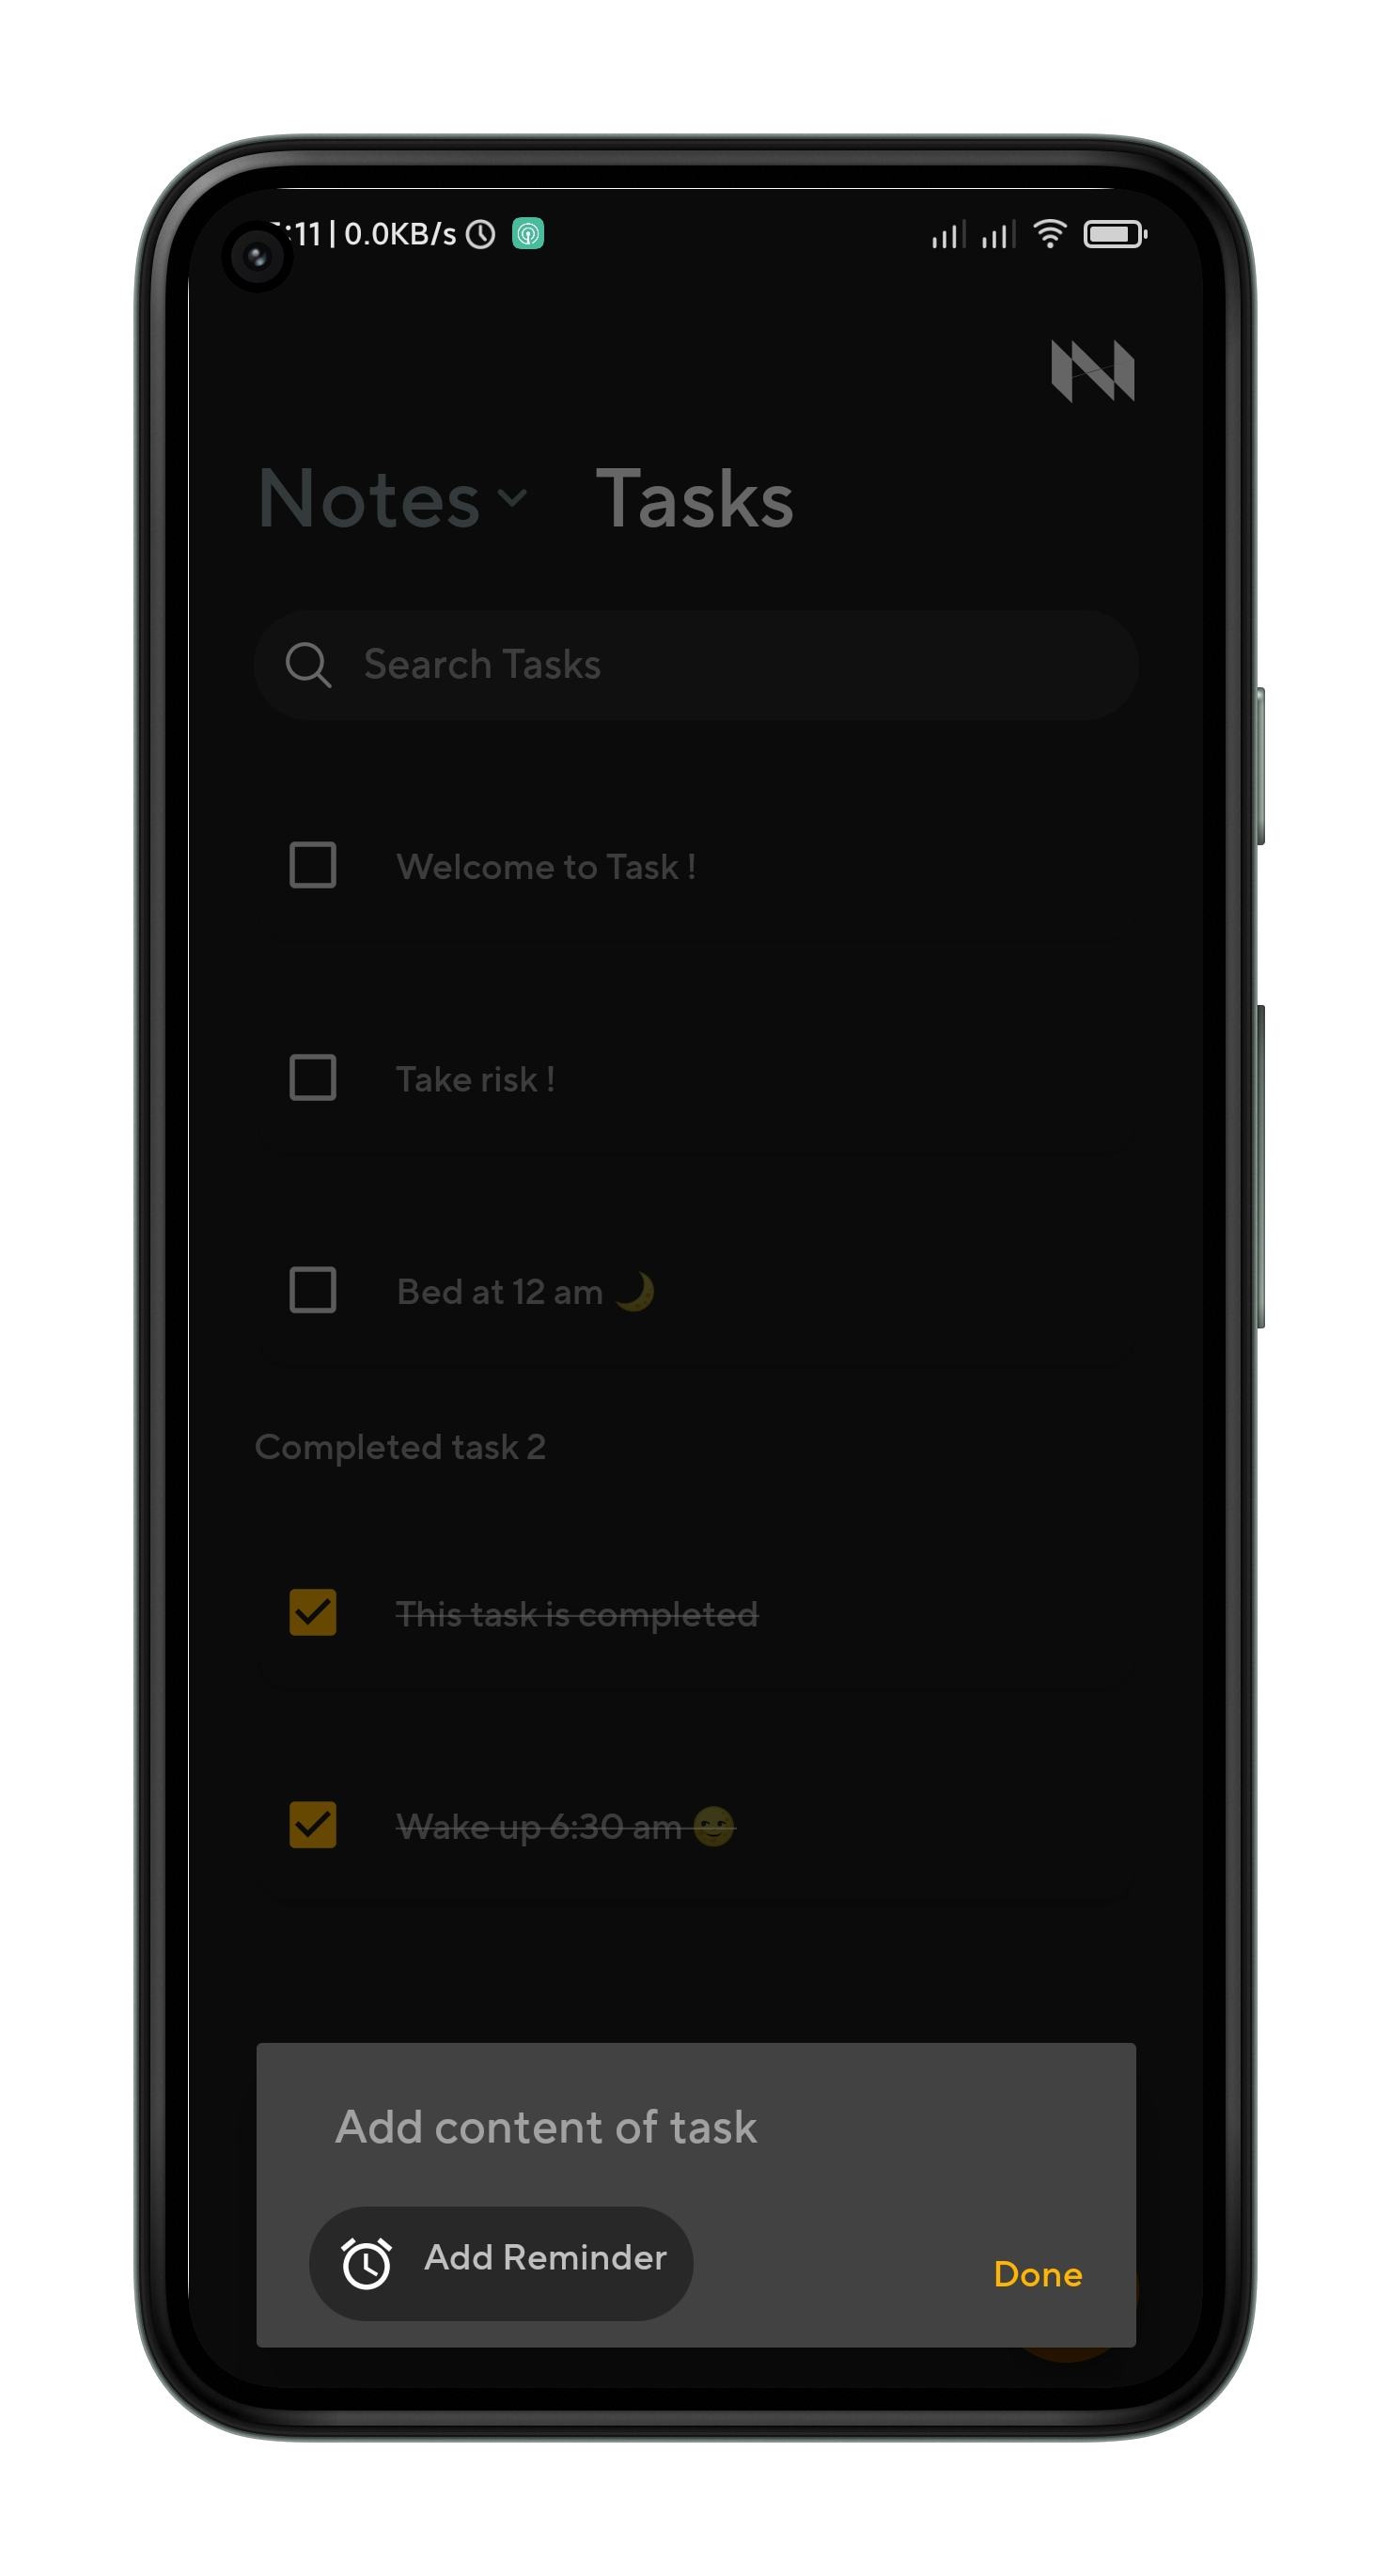 :11 | 0.0KB/s
Notes Tasks
Search Tasks
Welcome to Task !
Take risk !
Bed at 12 am 🌙
Completed task 2
This task is completed
Wake up 6:30 am 🌝
Add content of task
Add Reminder
Done